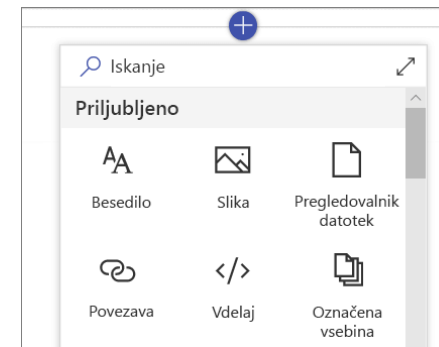 Iskanje
Priljubljeno
Besedilo
Slika
Pregledovalnik
datotek
Povezava
Vdelaj
Označena
vsebina